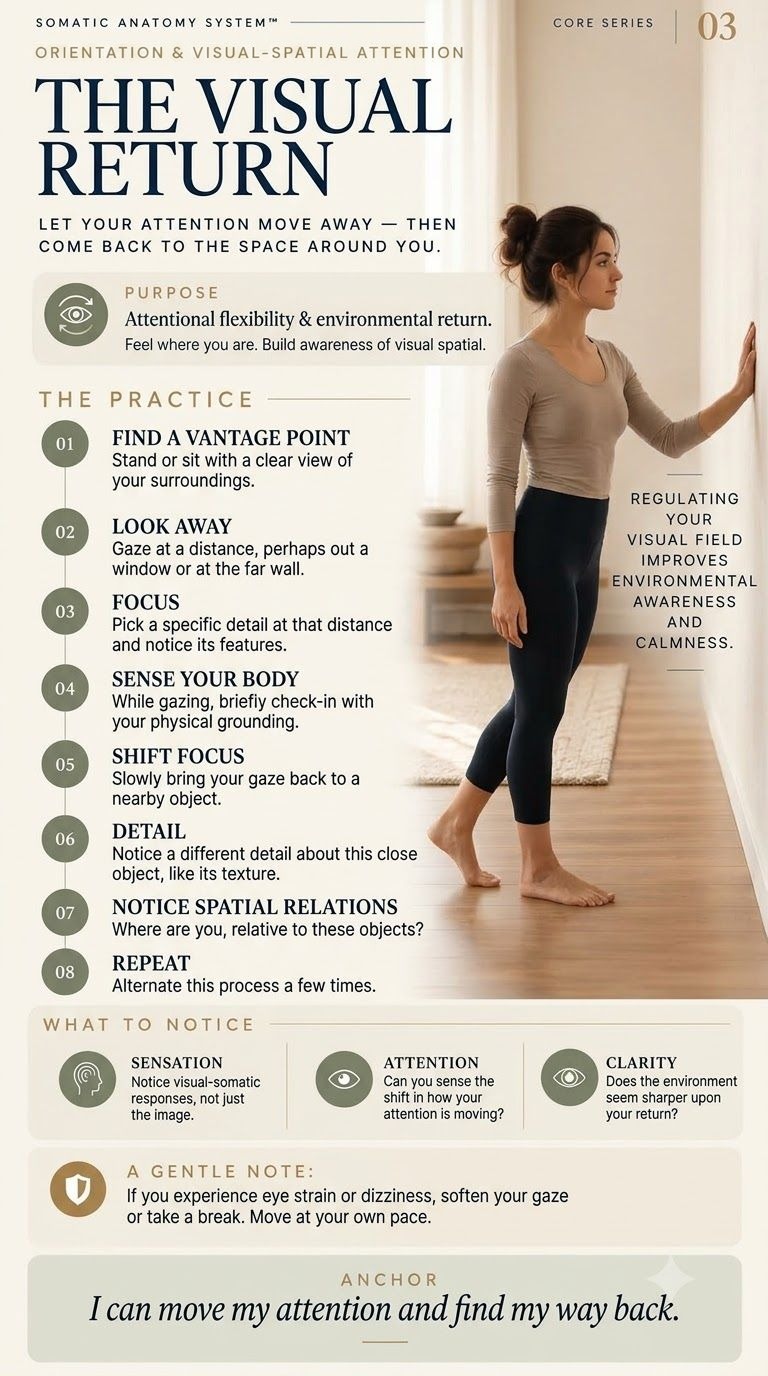 SOMATIC ANATOMY SYSTEM™
CORE SERIES
03
ORIENTATION & VISUAL-SPATIAL ATTENTION
THE VISUAL
RETURN
LET YOUR ATTENTION MOVE AWAY — THEN
COME BACK TO THE SPACE AROUND YOU.
PURPOSE
Attentional flexibility & environmental return.
Feel where you are. Build awareness of visual spatial.
THE PRACTICE
01
FIND A VANTAGE POINT
Stand or sit with a clear view of
your surroundings.
02
LOOK AWAY
Gaze at a distance, perhaps out a
window or at the far wall.
03
FOCUS
Pick a specific detail at that distance
and notice its features.
04
SENSE YOUR BODY
While gazing, briefly check-in with
your physical grounding.
05
SHIFT FOCUS
Slowly bring your gaze back to a
nearby object.
06
DETAIL
Notice a different detail about this close
object, like its texture.
07
NOTICE SPATIAL RELATIONS
Where are you, relative to these objects?
08
REPEAT
Alternate this process a few times.
REGULATING
YOUR
VISUAL FIELD
IMPROVES
ENVIRONMENTAL
AWARENESS
AND
CALMNESS.
WHAT TO NOTICE
SENSATION
Notice visual-somatic
responses, not just
the image.
ATTENTION
Can you sense the
shift in how your
attention is moving?
CLARITY
Does the environment
seem sharper upon
your return?
A GENTLE NOTE:
If you experience eye strain or dizziness, soften your gaze
or take a break. Move at your own pace.
ANCHOR
I can move my attention and find my way back.